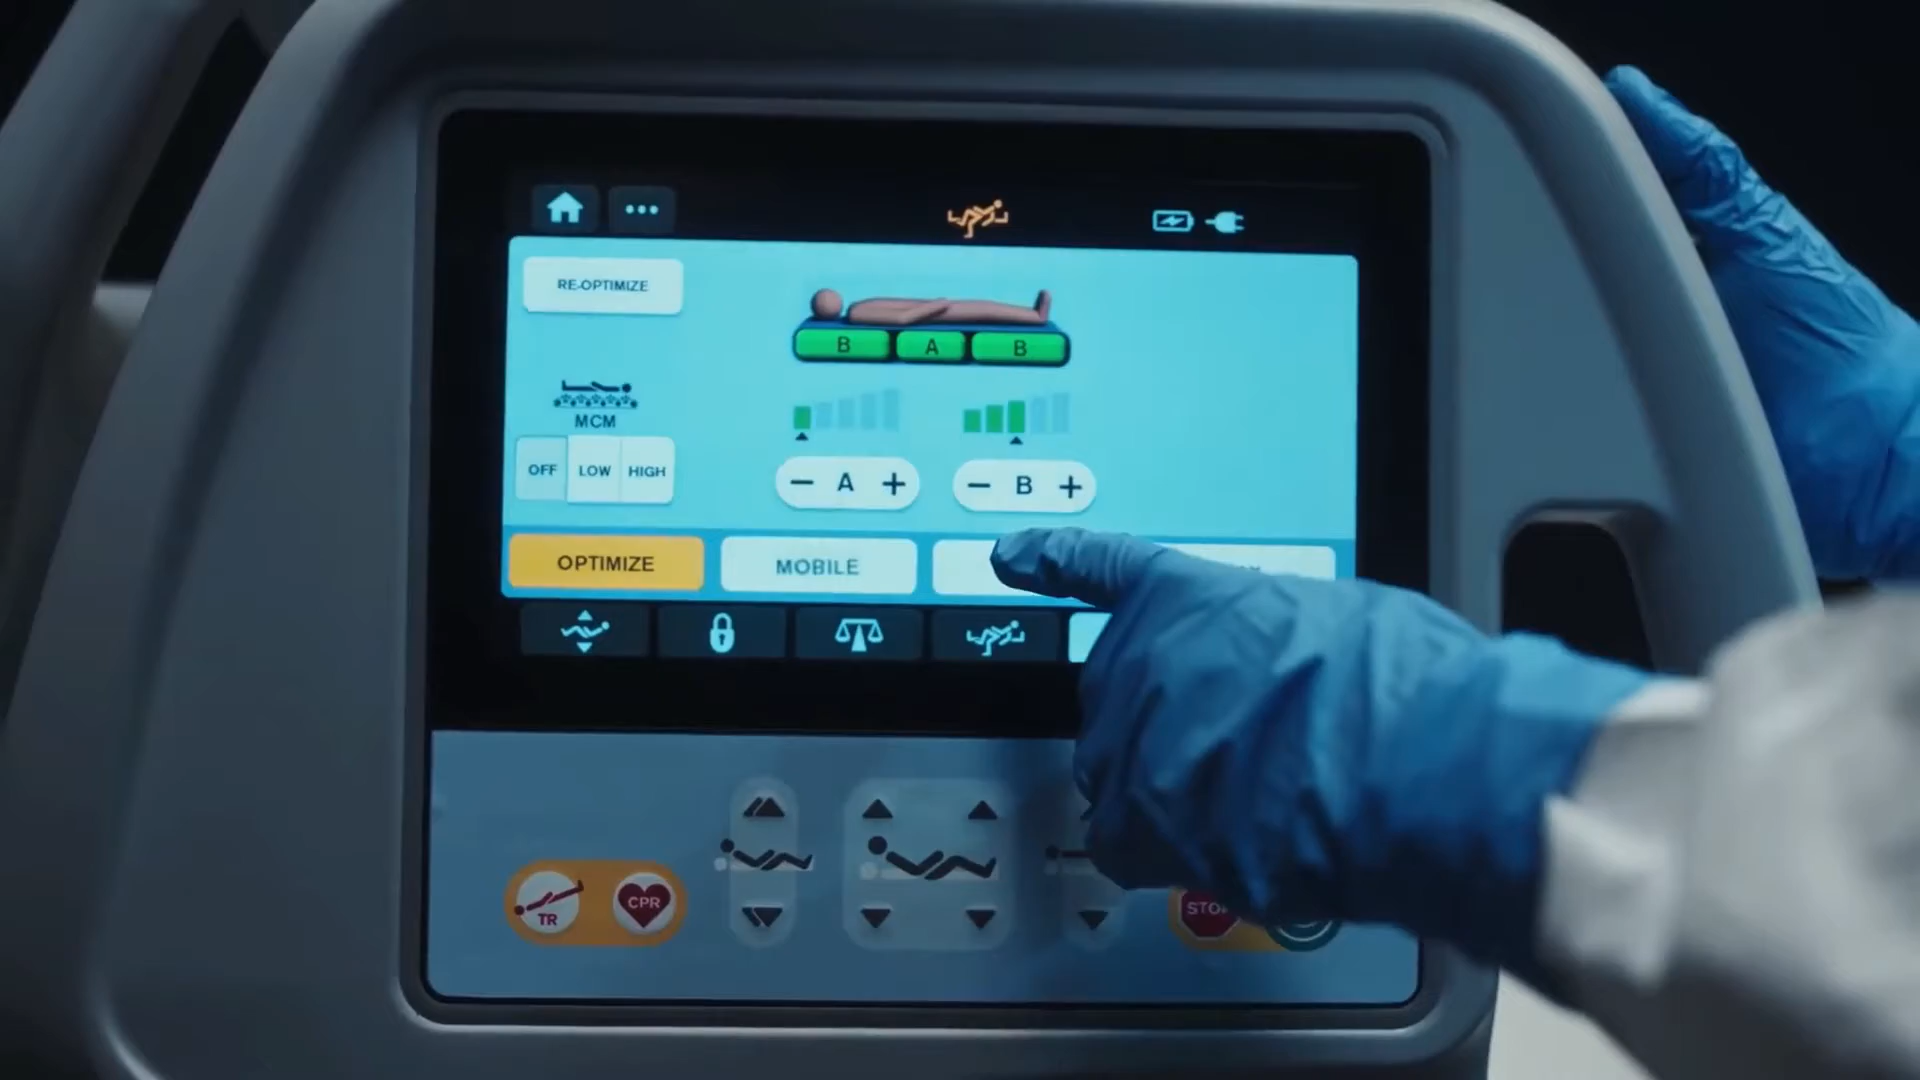 RE-OPTIMIZE
B A B
MCM
OFF LOW HIGH
A B
OPTIMIZE MOBILE
TR CPR